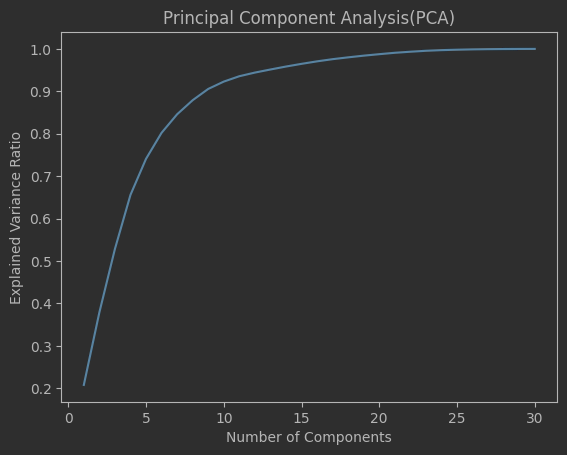 Principal Component Analysis(PCA)
1.0
0.9
0.8
0.7
0.6
0.5
0.4
0.3
0.2
Explained Variance Ratio
0 5 10 15 20 25 30
Number of Components